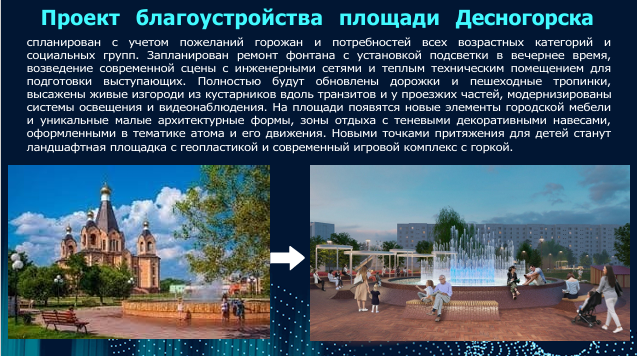 Проект благоустройства площади Десногорска
спланирован с учетом пожеланий горожан и потребностей всех возрастных категорий и
социальных групп. Запланирован ремонт фонтана с установкой подсветки в вечернее время,
возведение современной сцены с инженерными сетями и теплым техническим помещением для
подготовки выступающих. Полностью будут обновлены дорожки и пешеходные тропинки,
высажены живые изгороди из кустарников вдоль транзитов и у проезжих частей, модернизированы
системы освещения и видеонаблюдения. На площади появятся новые элементы городской мебели
и уникальные малые архитектурные формы, зоны отдыха с теневыми декоративными навесами,
оформленными в тематике атома и его движения. Новыми точками притяжения для детей станут
ландшафтная площадка с геопластикой и современный игровой комплекс с горкой.